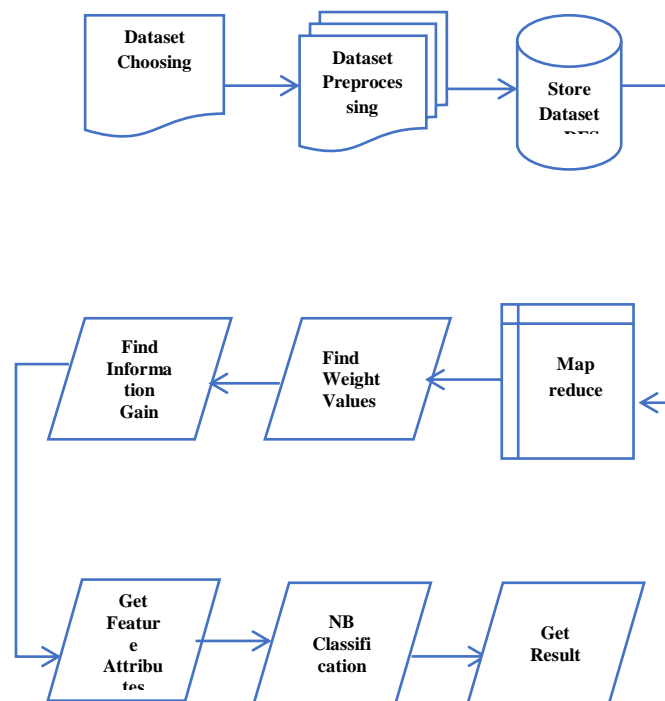 Dataset
Choosing
Dataset
Preproces
sing
Store
Dataset
Find
Informa
tion
Gain
Find
Weight
Values
Map
reduce
Get
Featur
e
Attribu
tes
NB
Classifi
cation
Get
Result